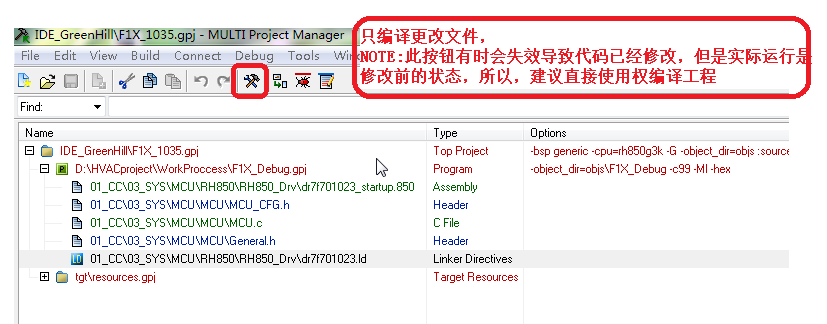 IDE_GreenHill\F1X_1035.gpj - MULTI Project Manager
只编译更改文件，
NOTE:此按钮有时会失效导致代码已经修改，但是实际运行是
修改前的状态，所以，建议直接使用权编译工程
File Edit View Build Connect Debug Tools
Find:
Name Type Options
IDE_GreenHill\F1X_1035.gpj Top Project -bsp generic -cpu=rh850g3k -G -object_dir=objs :source
D:\HVACproject\WorkProccess\F1X_Debug.gpj Program -object_dir=objs\F1X_Debug -c99 -MI -hex
01_CC\03_SYS\MCU\RH850\RH850_Drv\dr7f701023_startup.850 Assembly
01_CC\03_SYS\MCU\MCU\MCU_CFG.h Header
01_CC\03_SYS\MCU\MCU\MCU.c C File
01_CC\03_SYS\MCU\MCU\General.h Header
01_CC\03_SYS\MCU\RH850\RH850_Drv\dr7f701023.ld Linker Directives
tgt\resources.gpj Target Resources